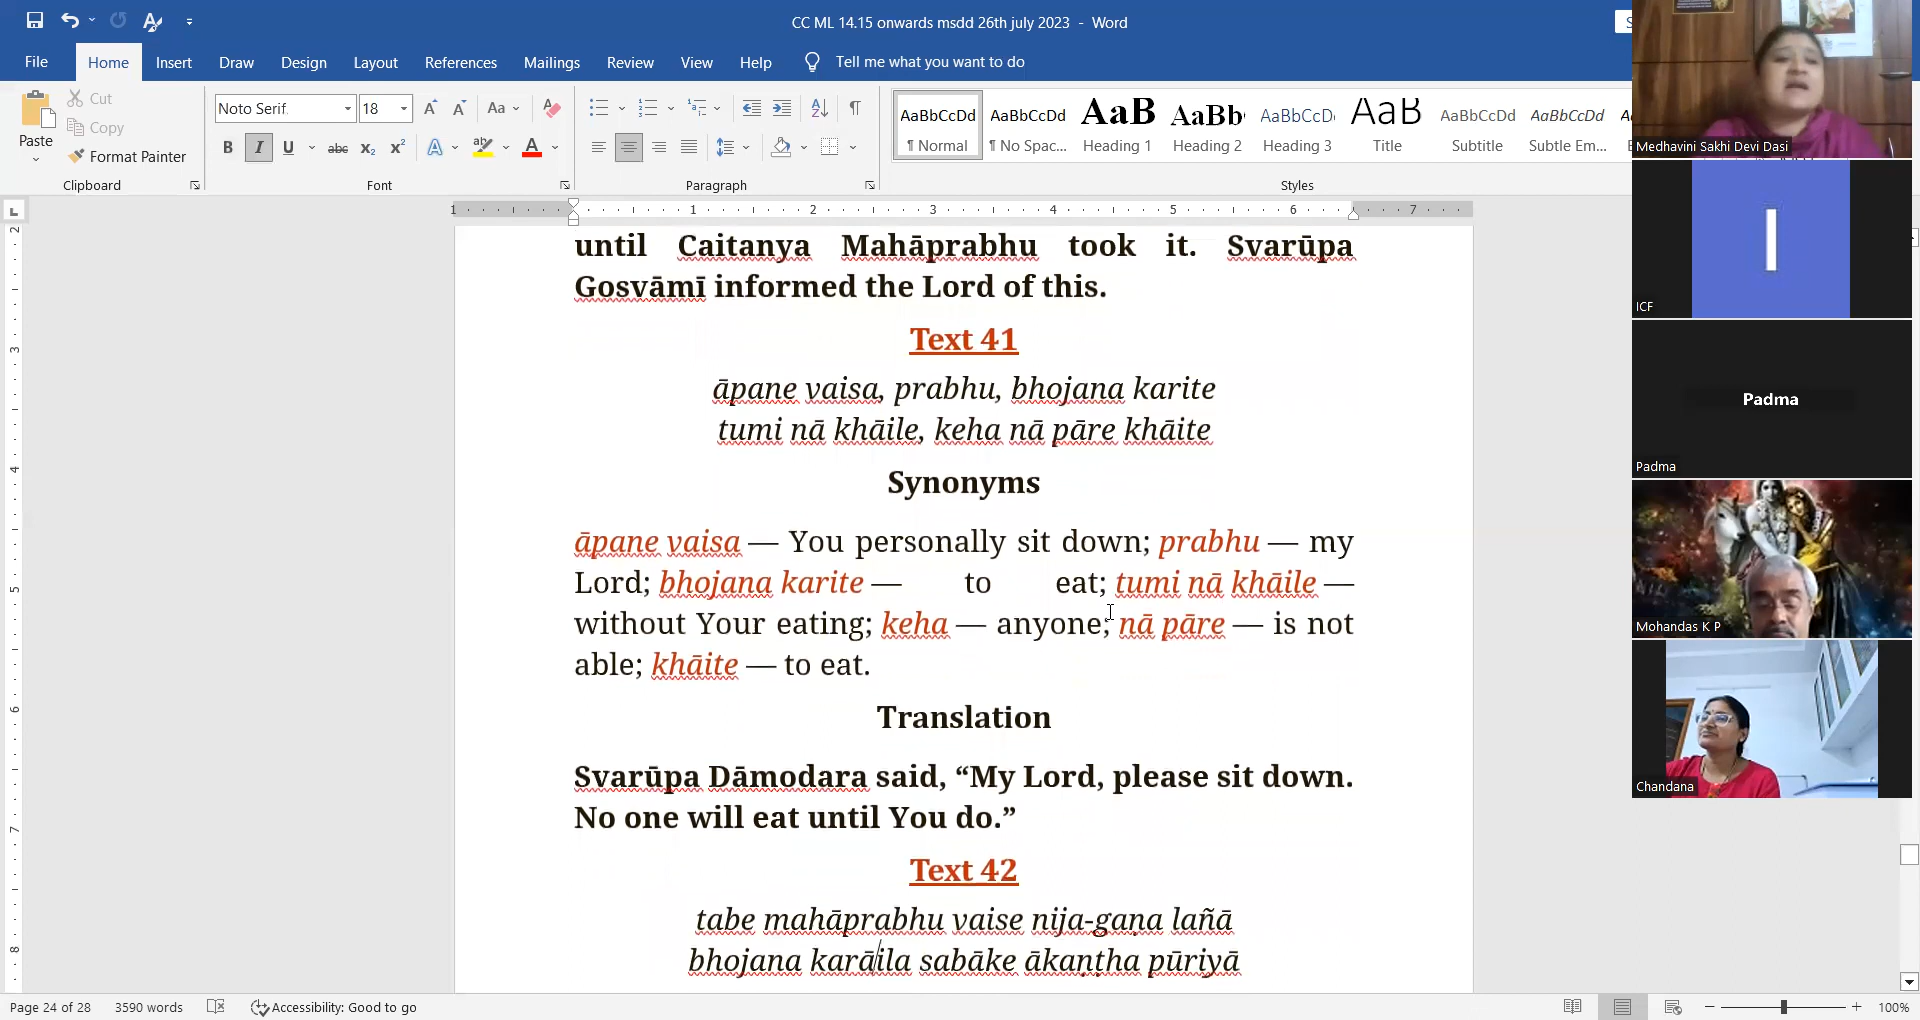 CC ML 14.15 onwards msdd 26th july 2023 - Word
File Home Insert Draw Design Layout References Mailings Review View Help Tell me what you want to do
Paste
Cut
Copy
Format Painter
Clipboard
Noto Serif 18
Font
Paragraph
AaBbCcDd AaBbCcDd AaB AaBb AaBbCcD AaB AaBbCcD AaBbCcDd
¶ Normal ¶ No Spac... Heading 1 Heading 2 Heading 3 Title Subtitle Subtle Em...
Styles
until Caitanya Mahāprabhu took it. Svarūpa
Gosvāmī informed the Lord of this.
Text 41
āpane vaisa, prabhu, bhojana karite
tumi nā khāile, keha nā pāre khāite
Synonyms
āpane vaisa — You personally sit down; prabhu — my
Lord; bhojana karite — to eat; tumi nā khāile —
without Your eating; keha — anyone; nā pāre — is not
able; khāite — to eat.
Translation
Svarūpa Dāmodara said, “My Lord, please sit down.
No one will eat until You do.”
Text 42
tabe mahāprabhu vaise nija-gaṇa lañā
bhojana karāila sabāke ākaṇṭha pūriyā
Medhavini Sakhi Devi Dasi
I
ICF
Padma
Padma
Mohandas K P
Chandana
Page 24 of 28 3590 words Accessibility: Good to go 100%